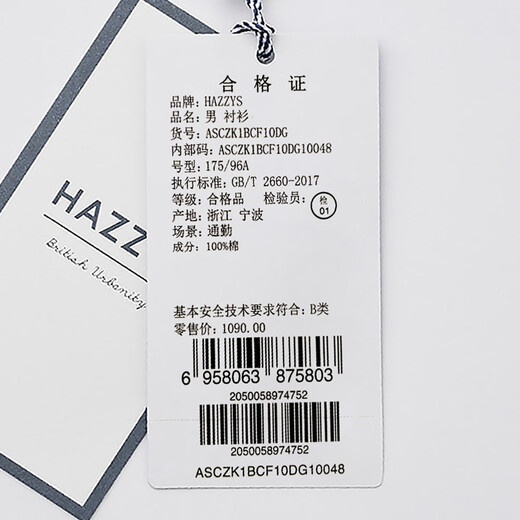 HAZZ
British Urbanity
合格证
品牌: HAZZYS
品名: 男 衬衫
货号: ASCZK1BCF10DG
内部码: ASCZK1BCF10DG10048
号型: 175/96A
执行标准: GB/T 2660-2017
等级: 合格品 检验员: 检 01
产地: 浙江 宁波
场景: 通勤
成分: 100%棉
基本安全技术要求符合: B类
零售价: 1090.00
6 958063 875803
2050058974752
2050058974752
ASCZK1BCF10DG10048